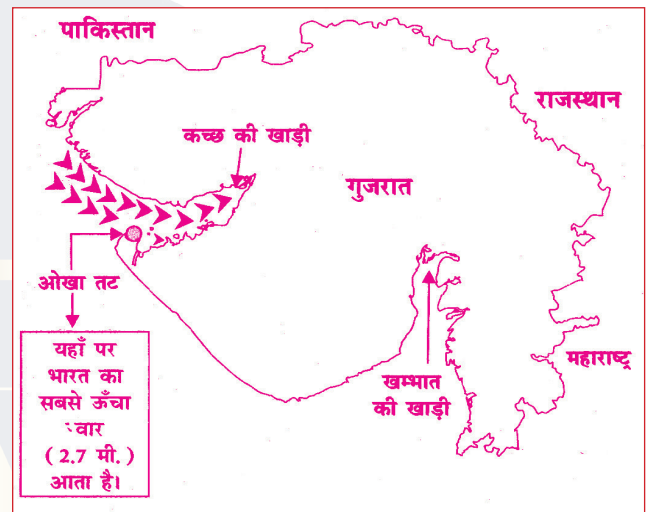 पाकिस्तान
राजस्थान
कच्छ की खाड़ी
गुजरात
ओखा तट
यहाँ पर
भारत का
सबसे ऊँचा
वार
(2.7 मी.)
आता है।
खम्भात
की खाड़ी
महाराष्ट्र